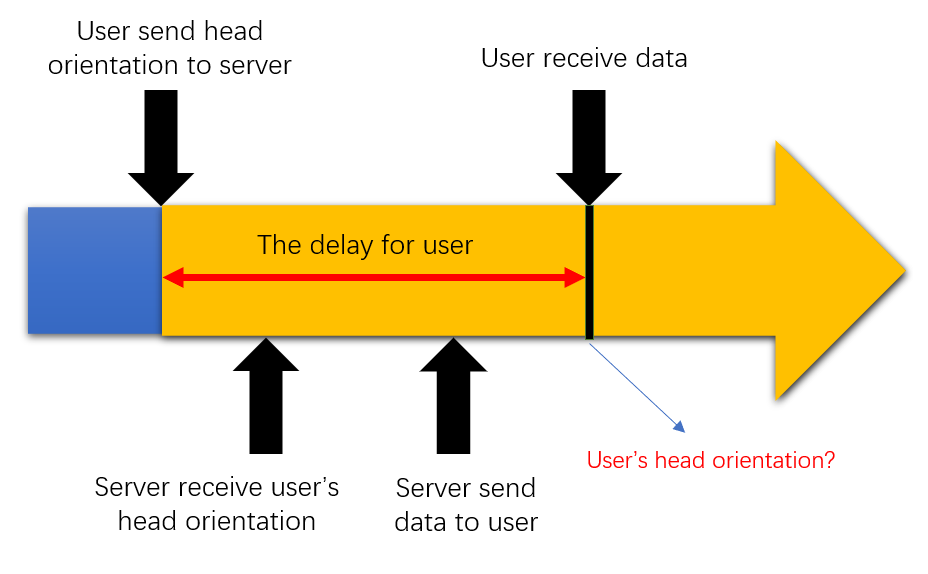 User send head
orientation to server
User receive data
The delay for user
Server receive user’s
head orientation
Server send
data to user
User’s head orientation?